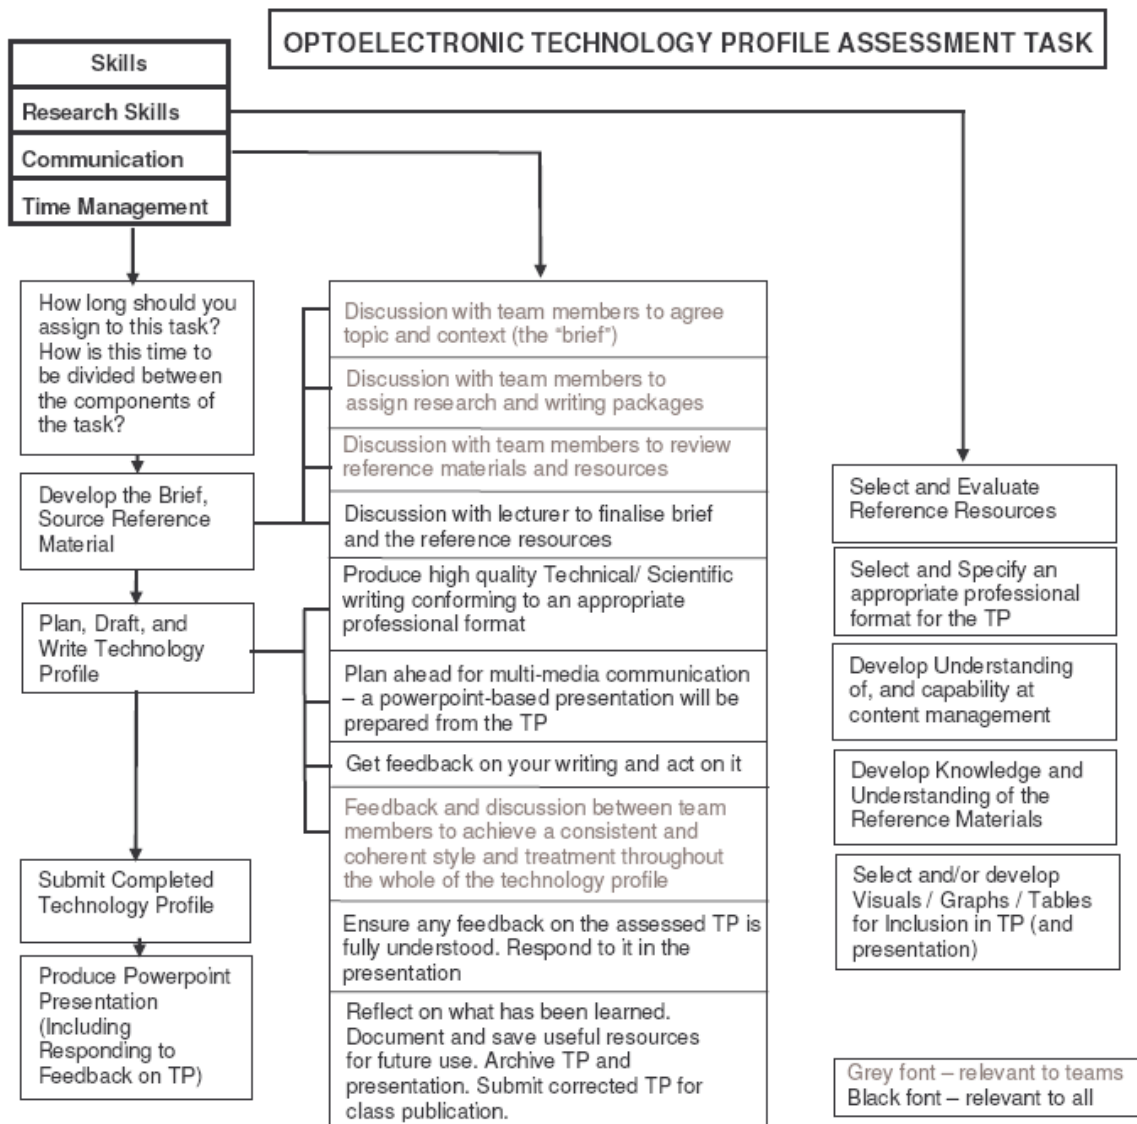 OPTOELECTRONIC TECHNOLOGY PROFILE ASSESSMENT TASK
Skills
Research Skills
Communication
Time Management
How long should you
assign to this task?
How is this time to
be divided between
the components of
the task?
Develop the Brief,
Source Reference
Material
Plan, Draft, and
Write Technology
Profile
Submit Completed
Technology Profile
Produce Powerpoint
Presentation
(Including
Responding to
Feedback on TP)
Discussion with team members to agree
topic and context (the “brief”)
Discussion with team members to
assign research and writing packages
Discussion with team members to review
reference materials and resources
Discussion with lecturer to finalise brief
and the reference resources
Produce high quality Technical/ Scientific
writing conforming to an appropriate
professional format
Plan ahead for multi-media communication
– a powerpoint-based presentation will be
prepared from the TP
Get feedback on your writing and act on it
Feedback and discussion between team
members to achieve a consistent and
coherent style and treatment throughout
the whole of the technology profile
Ensure any feedback on the assessed TP is
fully understood. Respond to it in the
presentation
Reflect on what has been learned.
Document and save useful resources
for future use. Archive TP and
presentation. Submit corrected TP for
class publication.
Select and Evaluate
Reference Resources
Select and Specify an
appropriate professional
format for the TP
Develop Understanding
of, and capability at
content management
Develop Knowledge and
Understanding of the
Reference Materials
Select and/or develop
Visuals / Graphs / Tables
for Inclusion in TP (and
presentation)
Grey font – relevant to teams
Black font – relevant to all